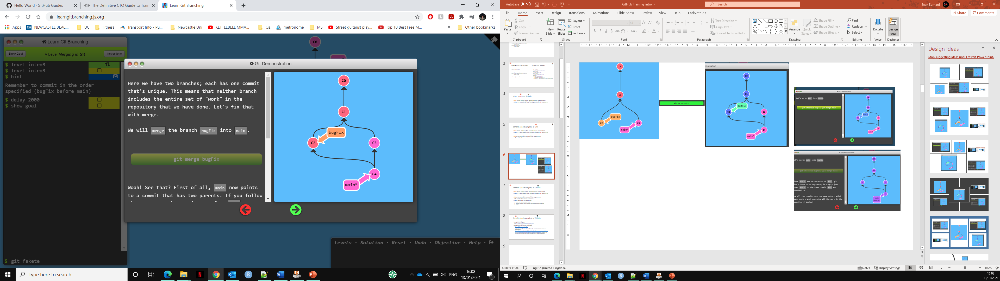 Hello World · GitHub Guides
The Definitive CTO Guide to Train
Learn Git Branching
learngitbranching.js.org
Apps
NEWCASTLE BEAC...
UC
Fitness
Transport Info - Pu...
Newcastle Uni
KETTLEBELL MMA...
Oz
metronome
MS
Street guitarist play...
Top 10 Best Free M...
»
Other bookmarks
Learn Git Branching
Show Goal
Level Merging in Git
Instructions
$ level intro3
$ level intro3
$ hint
Remember to commit in the order
specified (bugFix before main)
$ delay 2000
$ show goal
$ git fakete
C0
Git Demonstration
Here we have two branches; each has one commit
that's unique. This means that neither branch
includes the entire set of "work" in the
repository that we have done. Let's fix that
with merge.
We will merge the branch bugFix into main.
git merge bugFix
Woah! See that? First of all, main now points
to a commit that has two parents. If you follow
C0
C1
bugFix
C2
C3
C4
main*
Levels · Solution · Reset · Undo · Objective · Help ·
Type here to search
ENG
16:08
13/01/2021
AutoSave Off
GitHub_training_intro
Search
Sean Burnard
File
Home
Insert
Design
Transitions
Animations
Slide Show
Review
View
Help
EndNote X7
Share
Comments
Paste
Cut
Copy
Format Painter
Clipboard
New
Slide
Reuse
Slides
Layout
Reset
Section
Slides
44
Font
Text Direction
Align Text
Convert to SmartArt
Paragraph
Arrange
Quick
Styles
Shape Fill
Shape Outline
Shape Effects
Drawing
Find
Replace
Select
Editing
Dictate
Voice
Design
Ideas
Designer
3
What will we cover?
What we need?
4
What is GIT and GitHub
5
Benefits (and examples) of GIT
6
7
Benefits (and examples) of GitHub!
8
Benefits (and examples) of GitHub!
9
C0
C1
bugFix
C2
main*
C3
git merge bugFix
onstration
C0
C1
bugFix
C2
C3
C4
main*
Git Demonstration
Let's merge main into bugFix:
git checkout bugFix; git merge main
Git Demonstration
et's merge main into bugFix:
git checkout bugFix; git merge main
ince bugFix was an ancestor of main, git
idn't have to do any work; it simply just
oved bugFix to the same commit main was
ttached to.
ow all the commits are the same color, which
eans each branch contains all the work in the
epository! Woohoo!
main
bugFix*
Design Ideas
Stop suggesting ideas until I restart PowerPoint.
Slide 6 of 26
English (United Kingdom)
Notes
Display Settings
100%
16:08
13/01/2021